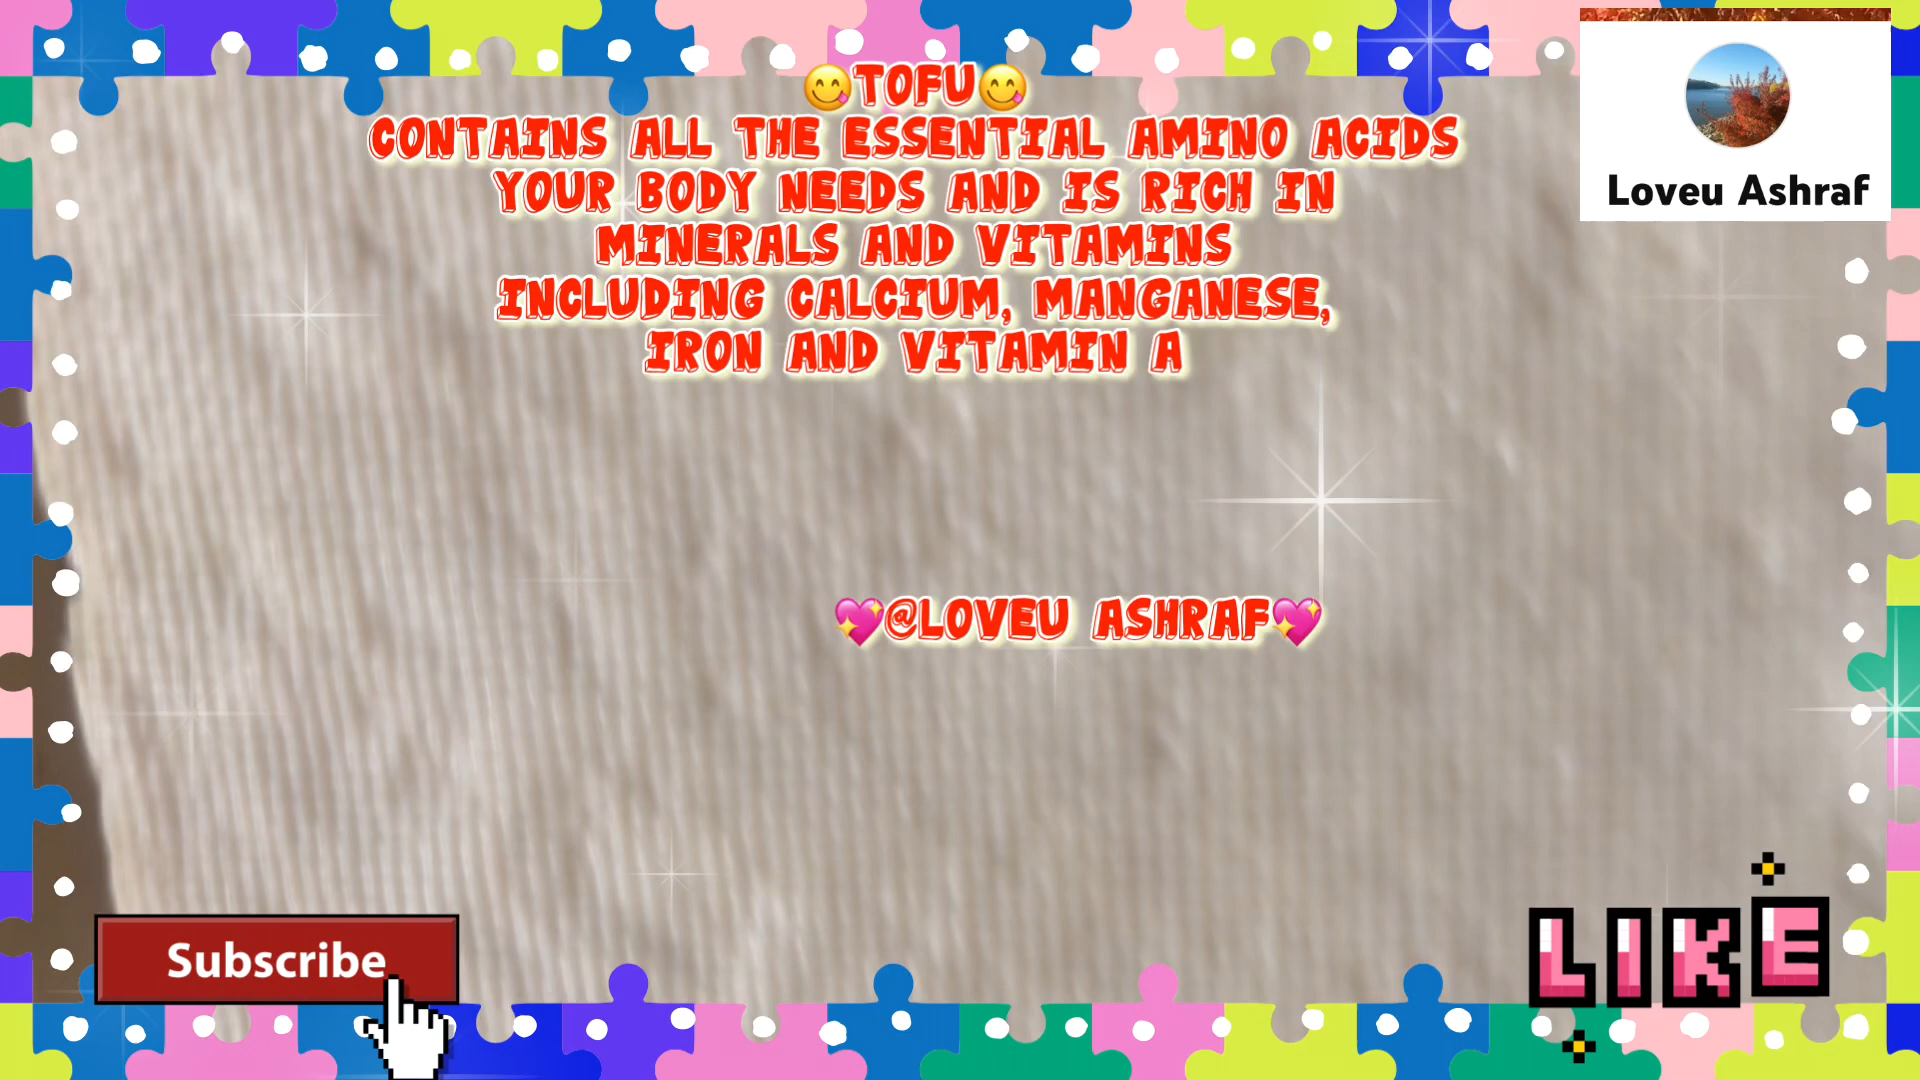 😋TOFU😋
CONTAINS ALL THE ESSENTIAL AMINO ACIDS
YOUR BODY NEEDS AND IS RICH IN
MINERALS AND VITAMINS
INCLUDING CALCIUM, MANGANESE,
IRON AND VITAMIN A
Loveu Ashraf
💖@LOVEU ASHRAF💖
Subscribe
LIKE